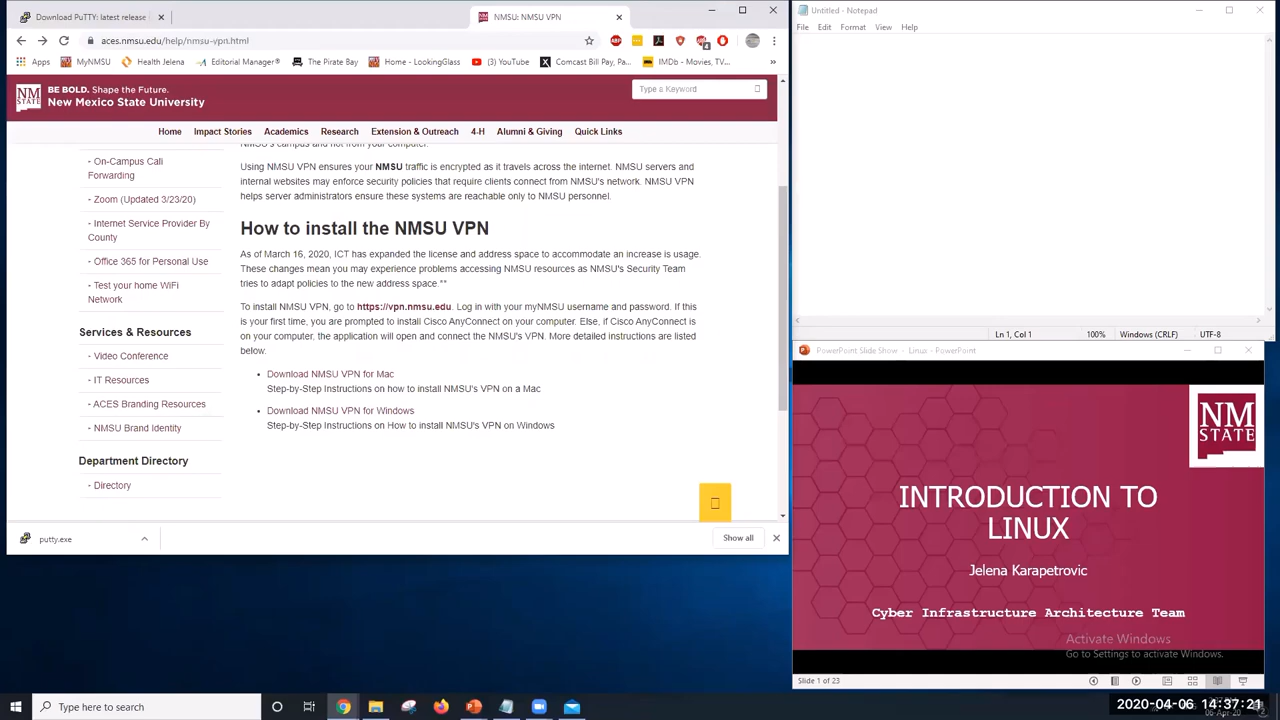 Download PuTTY: latest release
NMSU: NMSU VPN
aces.nmsu.edu/help/nmsu-vpn.html
Apps MyNMSU Health Jelena Editorial Manager® The Pirate Bay Home - LookingGlass (3) YouTube Comcast Bill Pay, Pa... IMDb - Movies, TV...
BE BOLD. Shape the Future.
New Mexico State University
Type a Keyword
Home Impact Stories Academics Research Extension & Outreach 4-H Alumni & Giving Quick Links
- On-Campus Call
Forwarding
- Zoom (Updated 3/23/20)
- Internet Service Provider By
County
- Office 365 for Personal Use
- Test your home WiFi
Network
Services & Resources
- Video Conference
- IT Resources
- ACES Branding Resources
- NMSU Brand Identity
Department Directory
- Directory
NMSU's campus and not from your computer.
Using NMSU VPN ensures your NMSU traffic is encrypted as it travels across the internet. NMSU servers and
internal websites may enforce security policies that require clients connect from NMSU's network. NMSU VPN
helps server administrators ensure these systems are reachable only to NMSU personnel.
How to install the NMSU VPN
As of March 16, 2020, ICT has expanded the license and address space to accommodate an increase is usage.
These changes mean you may experience problems accessing NMSU resources as NMSU's Security Team
tries to adapt policies to the new address space.**
To install NMSU VPN, go to https://vpn.nmsu.edu. Log in with your myNMSU username and password. If this
is your first time, you are prompted to install Cisco AnyConnect on your computer. Else, if Cisco AnyConnect is
on your computer, the application will open and connect the NMSU's VPN. More detailed instructions are listed
below.
• Download NMSU VPN for Mac
Step-by-Step Instructions on how to install NMSU's VPN on a Mac
• Download NMSU VPN for Windows
Step-by-Step Instructions on How to install NMSU's VPN on Windows
putty.exe
Show all
Untitled - Notepad
File Edit Format View Help
Ln 1, Col 1 100% Windows (CRLF) UTF-8
PowerPoint Slide Show - Linux - PowerPoint
NM
STATE
INTRODUCTION TO
LINUX
Jelena Karapetrovic
Cyber Infrastructure Architecture Team
Activate Windows
Go to Settings to activate Windows.
Slide 1 of 23
Type here to search
2020-04-06 14:37:21
06-Apr-20